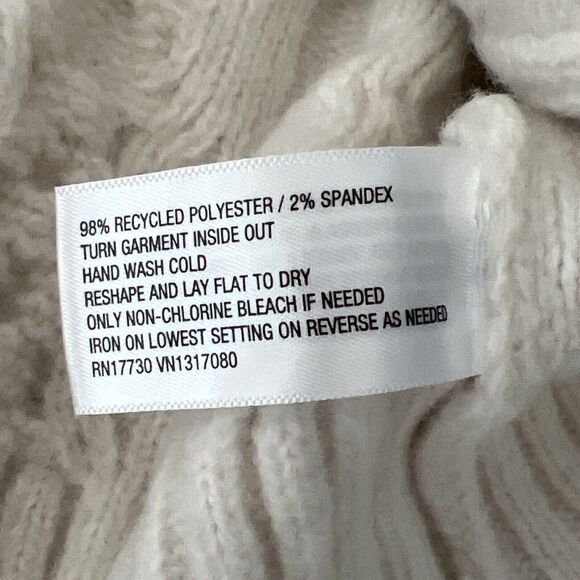 98% RECYCLED POLYESTER / 2% SPANDEX
TURN GARMENT INSIDE OUT
HAND WASH COLD
RESHAPE AND LAY FLAT TO DRY
ONLY NON-CHLORINE BLEACH IF NEEDED
IRON ON LOWEST SETTING ON REVERSE AS NEEDED
RN17730 VN1317080